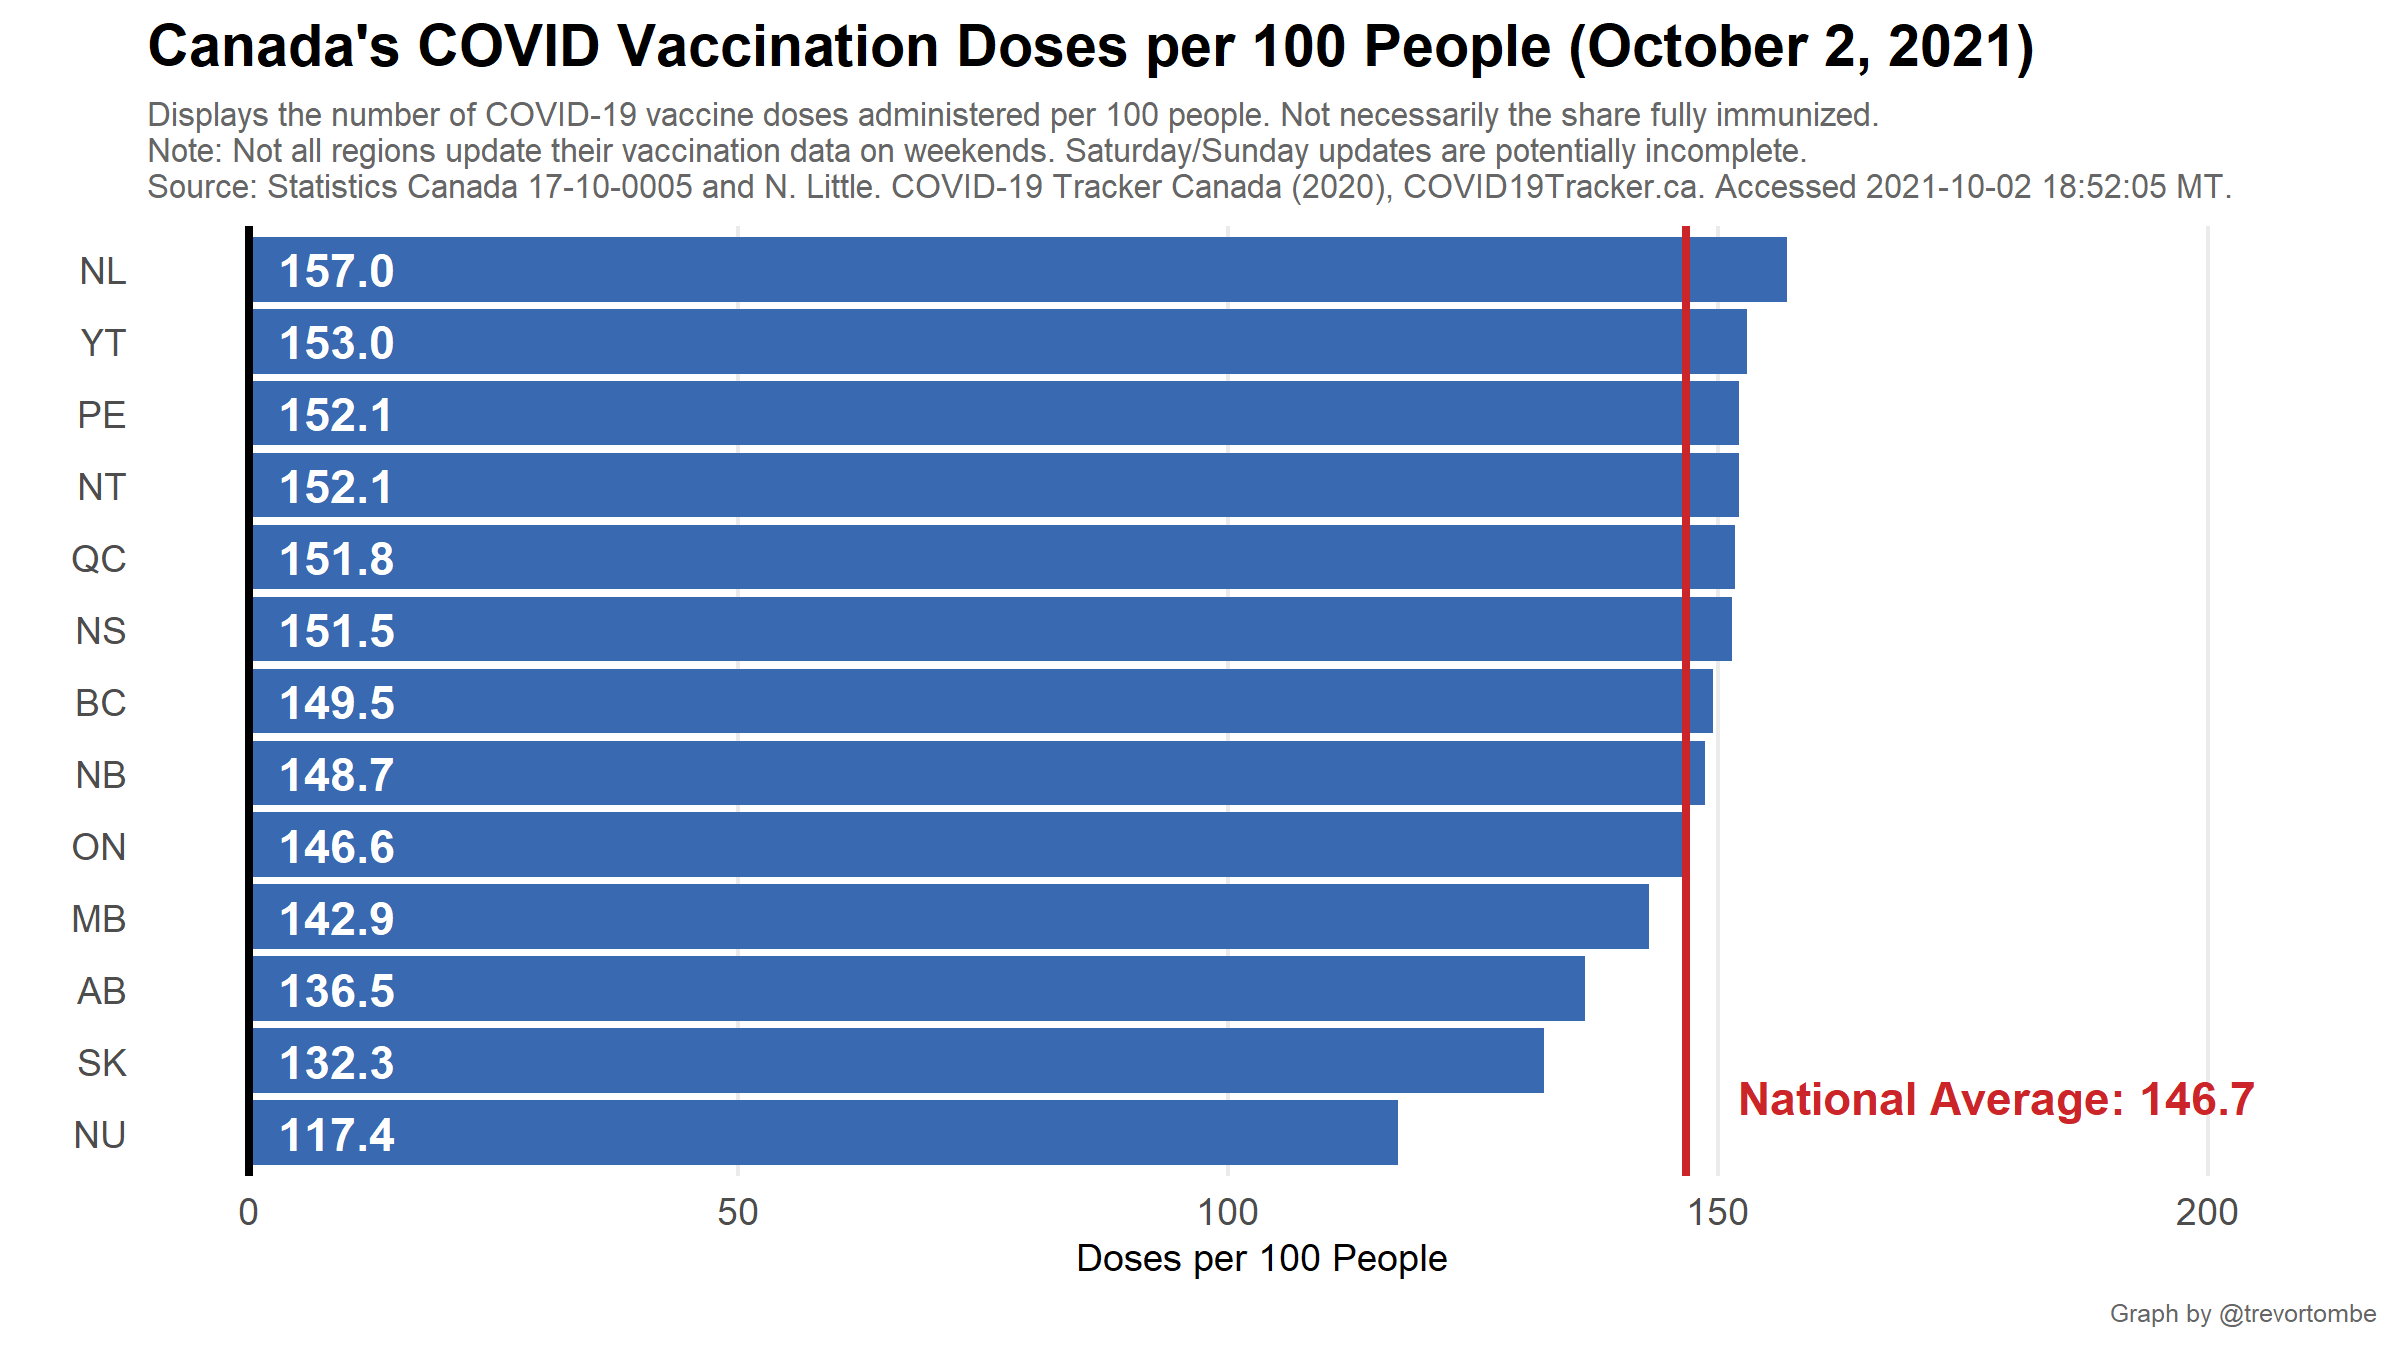 Canada's COVID Vaccination Doses per 100 People (October 2, 2021)
Displays the number of COVID-19 vaccine doses administered per 100 people. Not necessarily the share fully immunized.
Note: Not all regions update their vaccination data on weekends. Saturday/Sunday updates are potentially incomplete.
Source: Statistics Canada 17-10-0005 and N. Little. COVID-19 Tracker Canada (2020), COVID19Tracker.ca. Accessed 2021-10-02 18:52:05 MT.
NL 157.0
YT 153.0
PE 152.1
NT 152.1
QC 151.8
NS 151.5
BC 149.5
NB 148.7
ON 146.6
MB 142.9
AB 136.5
SK 132.3
National Average: 146.7
NU 117.4
0 50 100 150 200
Doses per 100 People
Graph by @trevortombe